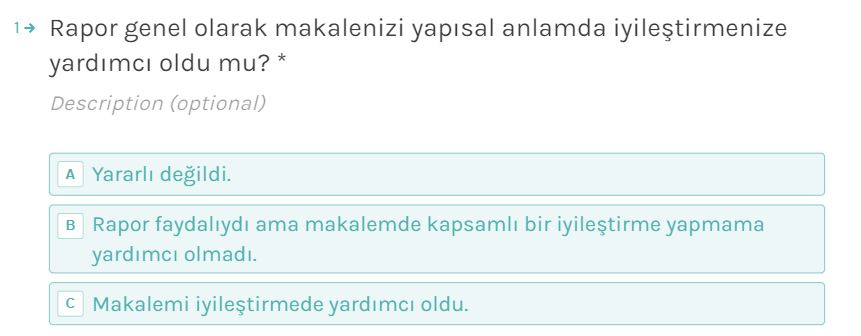 1→ Rapor genel olarak makalenizi yapısal anlamda iyileştirmenize
yardımcı oldu mu? *
Description (optional)
A Yararlı değildi.
B Rapor faydalıydı ama makalemde kapsamlı bir iyileştirme yapmama
yardımcı olmadı.
C Makalemi iyileştirmede yardımcı oldu.